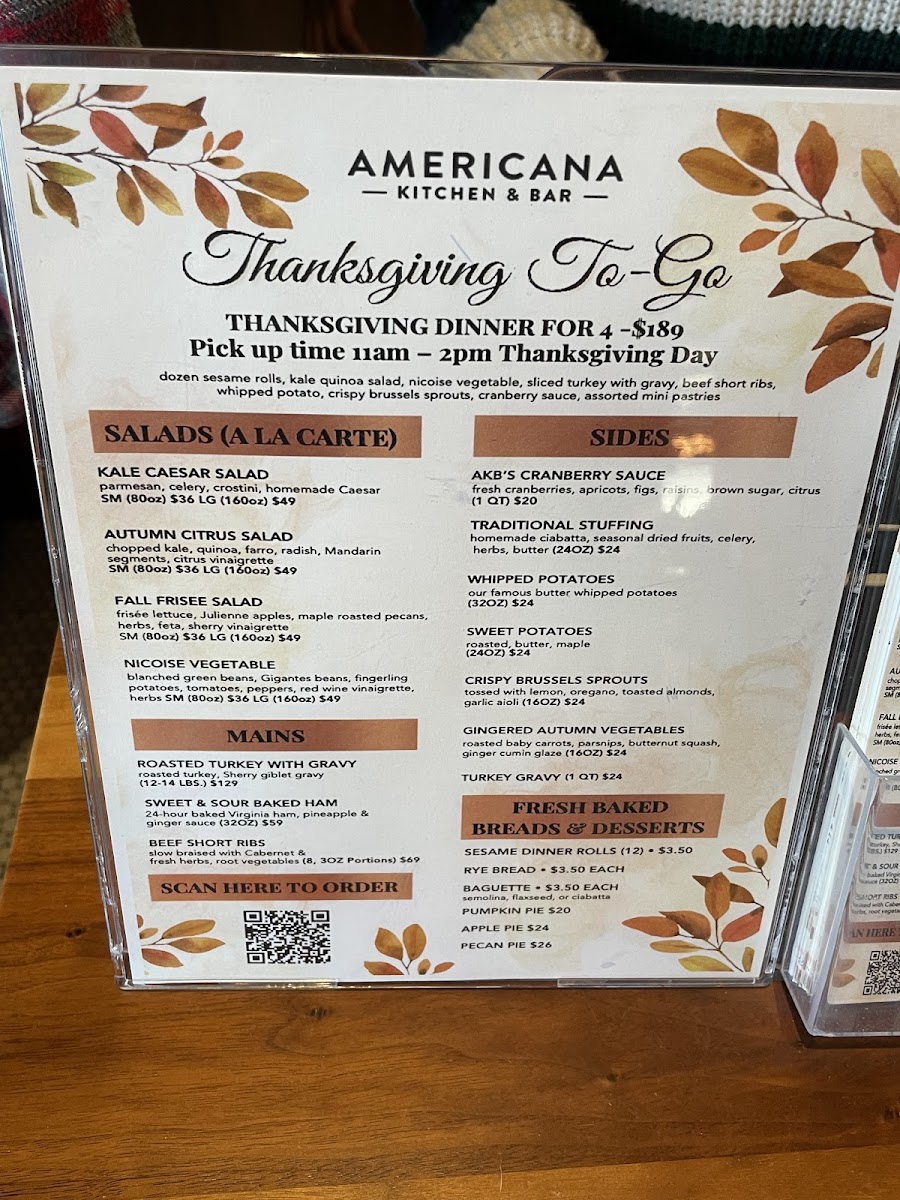 AMERICANA
KITCHEN & BAR
Thanksgiving To-Go
THANKSGIVING DINNER FOR 4 -$189
Pick up time 11am – 2pm Thanksgiving Day
dozen sesame rolls, kale quinoa salad, nicoise vegetable, sliced turkey with gravy, beef short ribs,
whipped potato, crispy brussels sprouts, cranberry sauce, assorted mini pastries
SALADS (A LA CARTE)
KALE CAESAR SALAD
parmesan, celery, crostini, homemade Caesar
SM (80oz) $36 LG (160oz) $49
AUTUMN CITRUS SALAD
chopped kale, quinoa, farro, radish, Mandarin
segments, citrus vinaigrette
SM (80oz) $36 LG (160oz) $49
FALL FRISEE SALAD
frisée lettuce, Julienne apples, maple roasted pecans,
herbs, feta, sherry vinaigrette
SM (80oz) $36 LG (160oz) $49
NICOISE VEGETABLE
blanched green beans, Gigantes beans, fingerling
potatoes, tomatoes, peppers, red wine vinaigrette,
herbs SM (80oz) $36 LG (160oz) $49
MAINS
ROASTED TURKEY WITH GRAVY
roasted turkey, Sherry giblet gravy
(12-14 LBS.) $129
SWEET & SOUR BAKED HAM
24-hour baked Virginia ham, pineapple &
ginger sauce (32OZ) $59
BEEF SHORT RIBS
slow braised with Cabernet &
fresh herbs, root vegetables (8, 3OZ Portions) $69
SCAN HERE TO ORDER
SIDES
AKB'S CRANBERRY SAUCE
fresh cranberries, apricots, figs, raisins, brown sugar, citrus
(1 QT) $20
TRADITIONAL STUFFING
homemade ciabatta, seasonal dried fruits, celery,
herbs, butter (24OZ) $24
WHIPPED POTATOES
our famous butter whipped potatoes
(32OZ) $24
SWEET POTATOES
roasted, butter, maple
(24OZ) $24
CRISPY BRUSSELS SPROUTS
tossed with lemon, oregano, toasted almonds,
garlic aioli (16OZ) $24
GINGERED AUTUMN VEGETABLES
roasted baby carrots, parsnips, butternut squash,
ginger cumin glaze (16OZ) $24
TURKEY GRAVY (1 QT) $24
FRESH BAKED
BREADS & DESSERTS
SESAME DINNER ROLLS (12) • $3.50
RYE BREAD • $3.50 EACH
BAGUETTE • $3.50 EACH
semolina, flaxseed, or ciabatta
PUMPKIN PIE $20
APPLE PIE $24
PECAN PIE $26